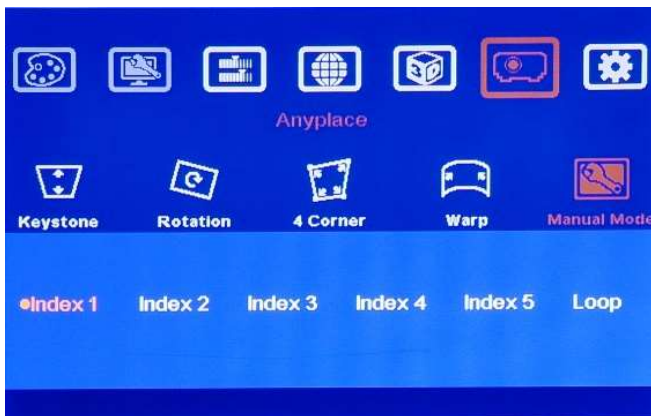 3D
Anyplace
Keystone Rotation 4 Corner Warp Manual Mode
Index 1 Index 2 Index 3 Index 4 Index 5 Loop